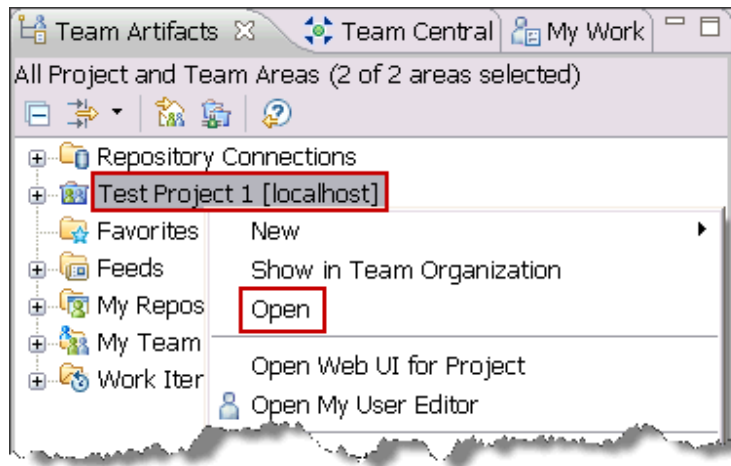 Team Artifacts Team Central My Work
All Project and Team Areas (2 of 2 areas selected)
Repository Connections
Test Project 1 [localhost]
Favorites
Feeds
My Repos
My Team
Work Iter
New
Show in Team Organization
Open
Open Web UI for Project
Open My User Editor